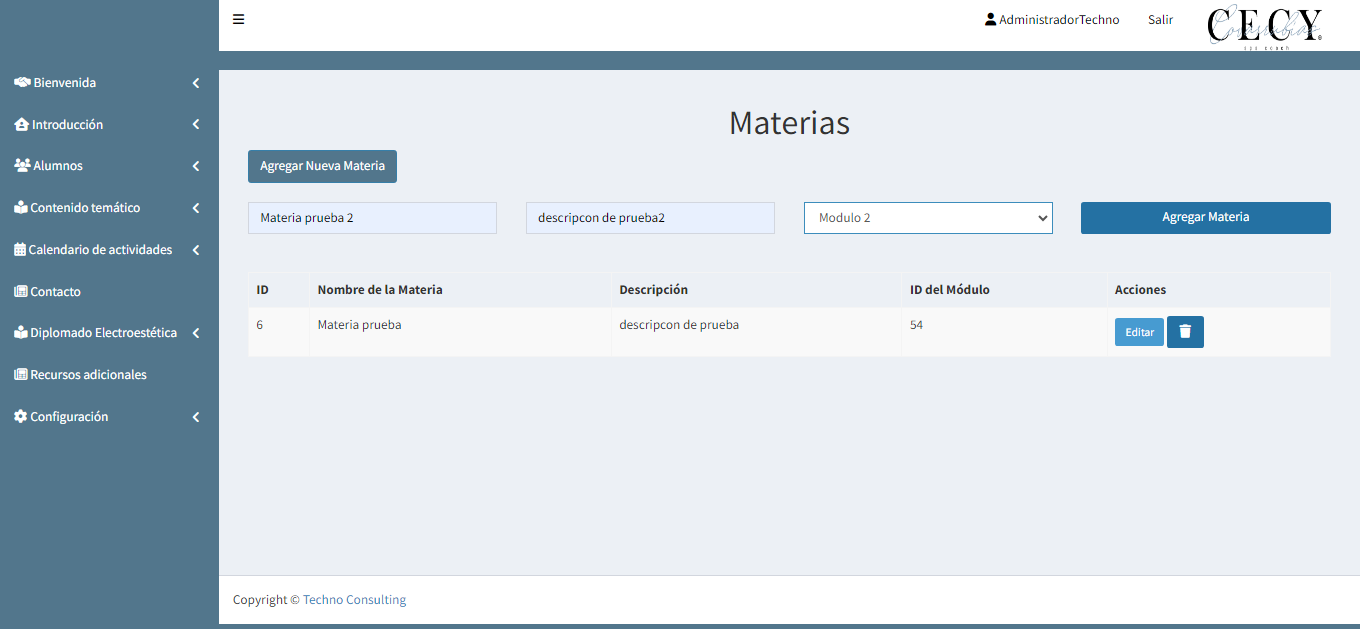 AdministradorTechno Salir CECY
Bienvenida
Introducción
Alumnos
Contenido temático
Calendario de actividades
Contacto
Diplomado Electroestética
Recursos adicionales
Configuración
Materias
Agregar Nueva Materia
Materia prueba 2 descripcon de prueba2 Modulo 2 Agregar Materia
ID Nombre de la Materia Descripción ID del Módulo Acciones
6 Materia prueba descripcon de prueba 54 Editar
Copyright © Techno Consulting